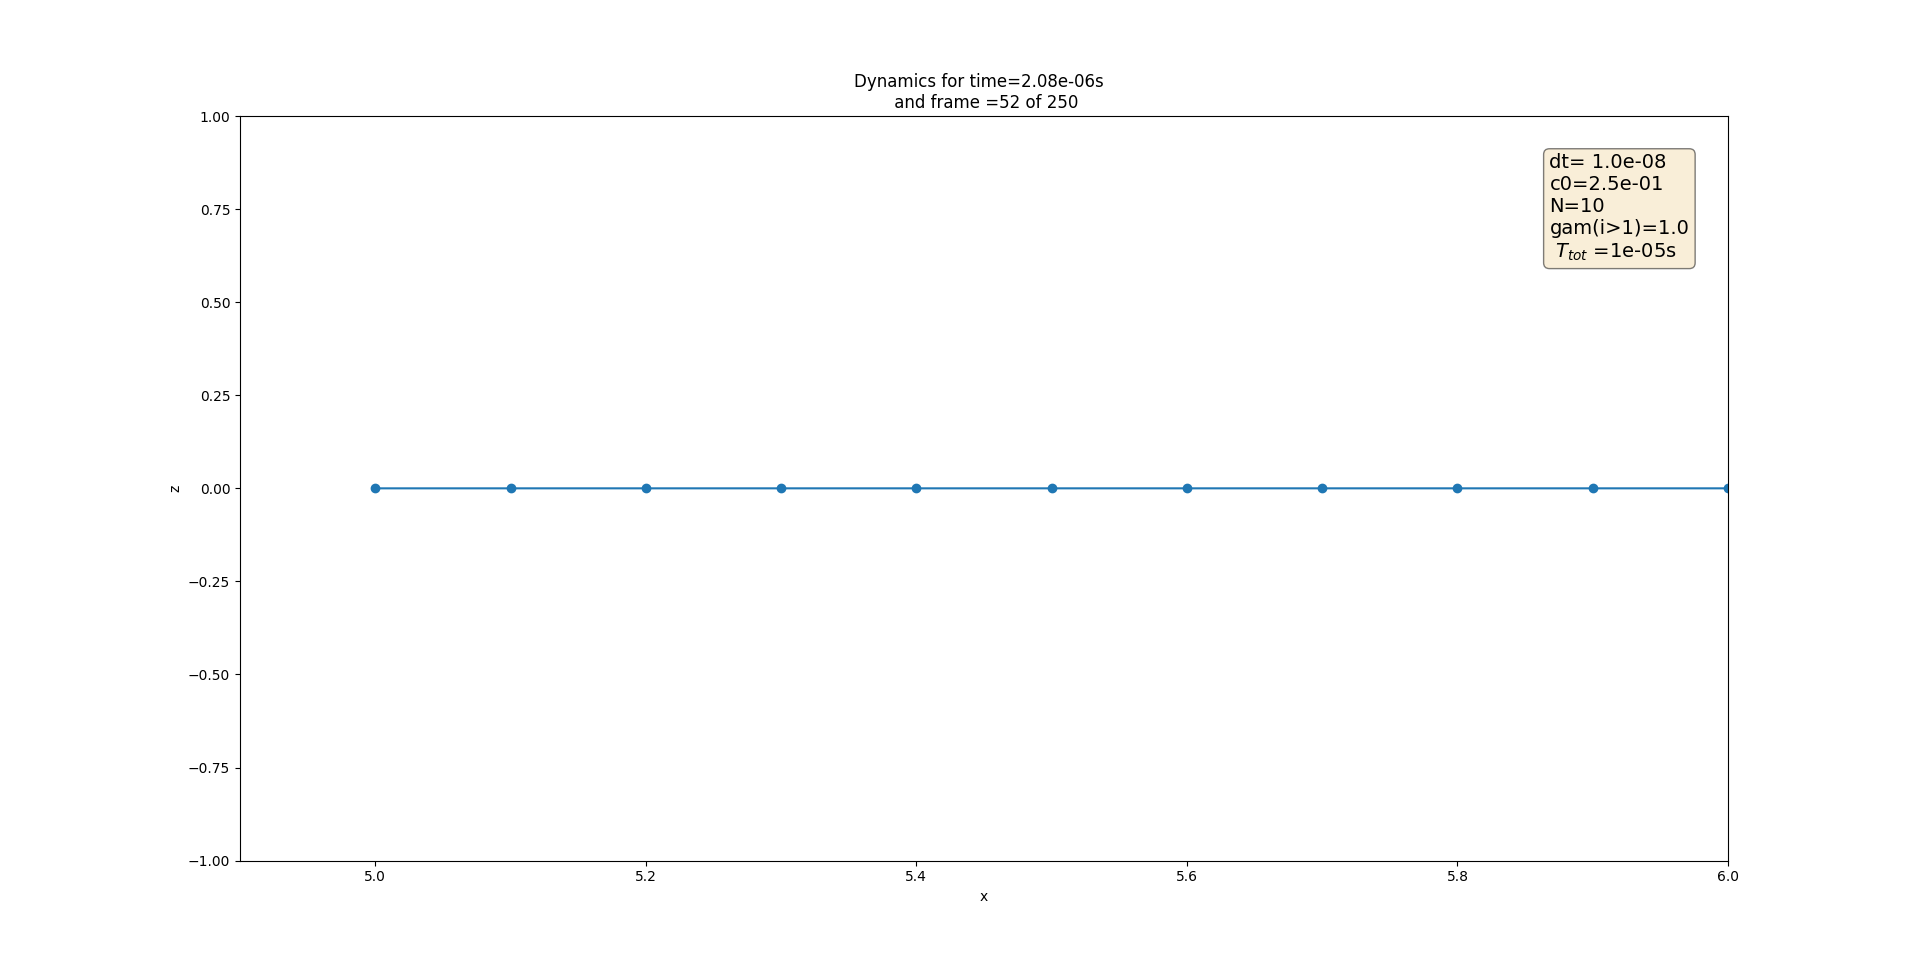 Dynamics for time=2.08e-06s
and frame =52 of 250
1.00
0.75
0.50
0.25
0.00
−0.25
−0.50
−0.75
−1.00
z
dt= 1.0e-08
c0=2.5e-01
N=10
gam(i>1)=1.0
T_tot =1e-05s
5.0 5.2 5.4 5.6 5.8 6.0
x